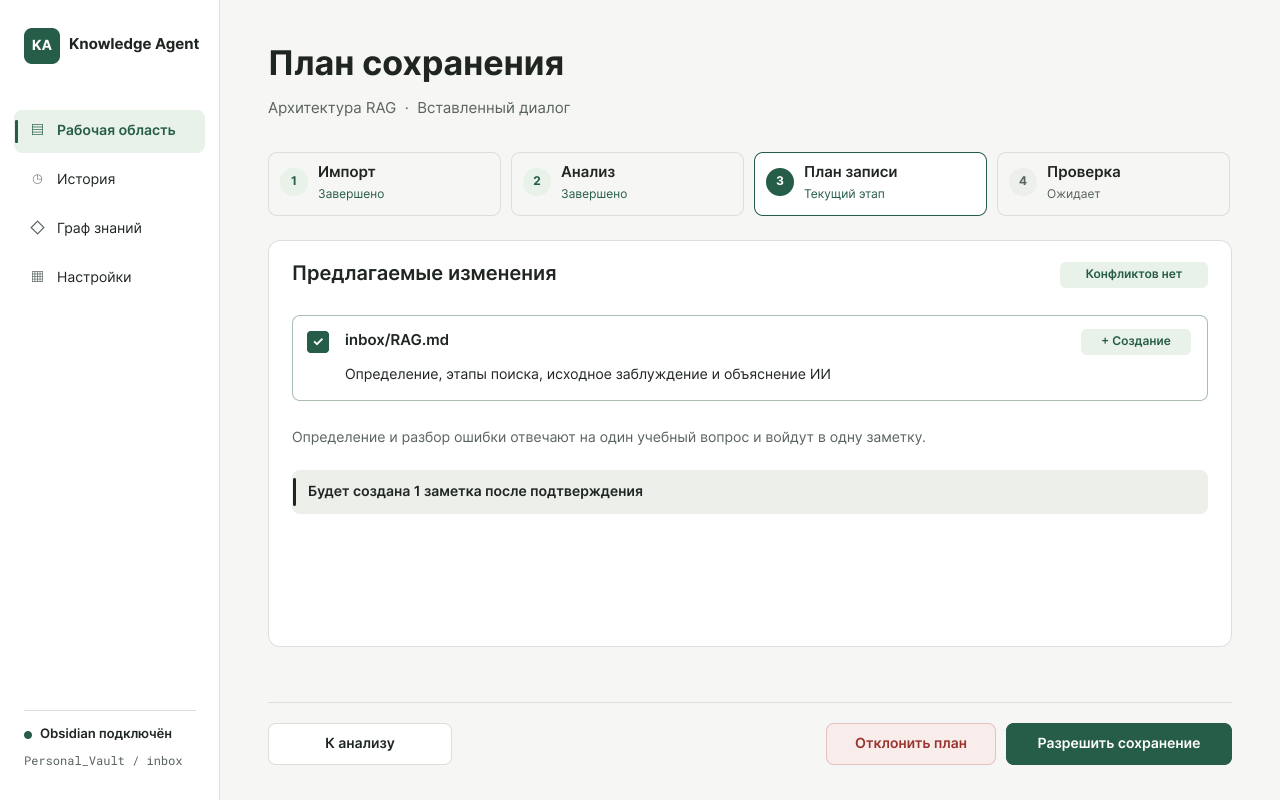 KA Knowledge Agent
Рабочая область
История
Граф знаний
Настройки
Obsidian подключён
Personal_Vault / inbox
План сохранения
Архитектура RAG · Вставленный диалог
1 Импорт
Завершено
2 Анализ
Завершено
3 План записи
Текущий этап
4 Проверка
Ожидает
Предлагаемые изменения
Конфликтов нет
inbox/RAG.md
+ Создание
Определение, этапы поиска, исходное заблуждение и объяснение ИИ
Определение и разбор ошибки отвечают на один учебный вопрос и войдут в одну заметку.
Будет создана 1 заметка после подтверждения
К анализу
Отклонить план
Разрешить сохранение